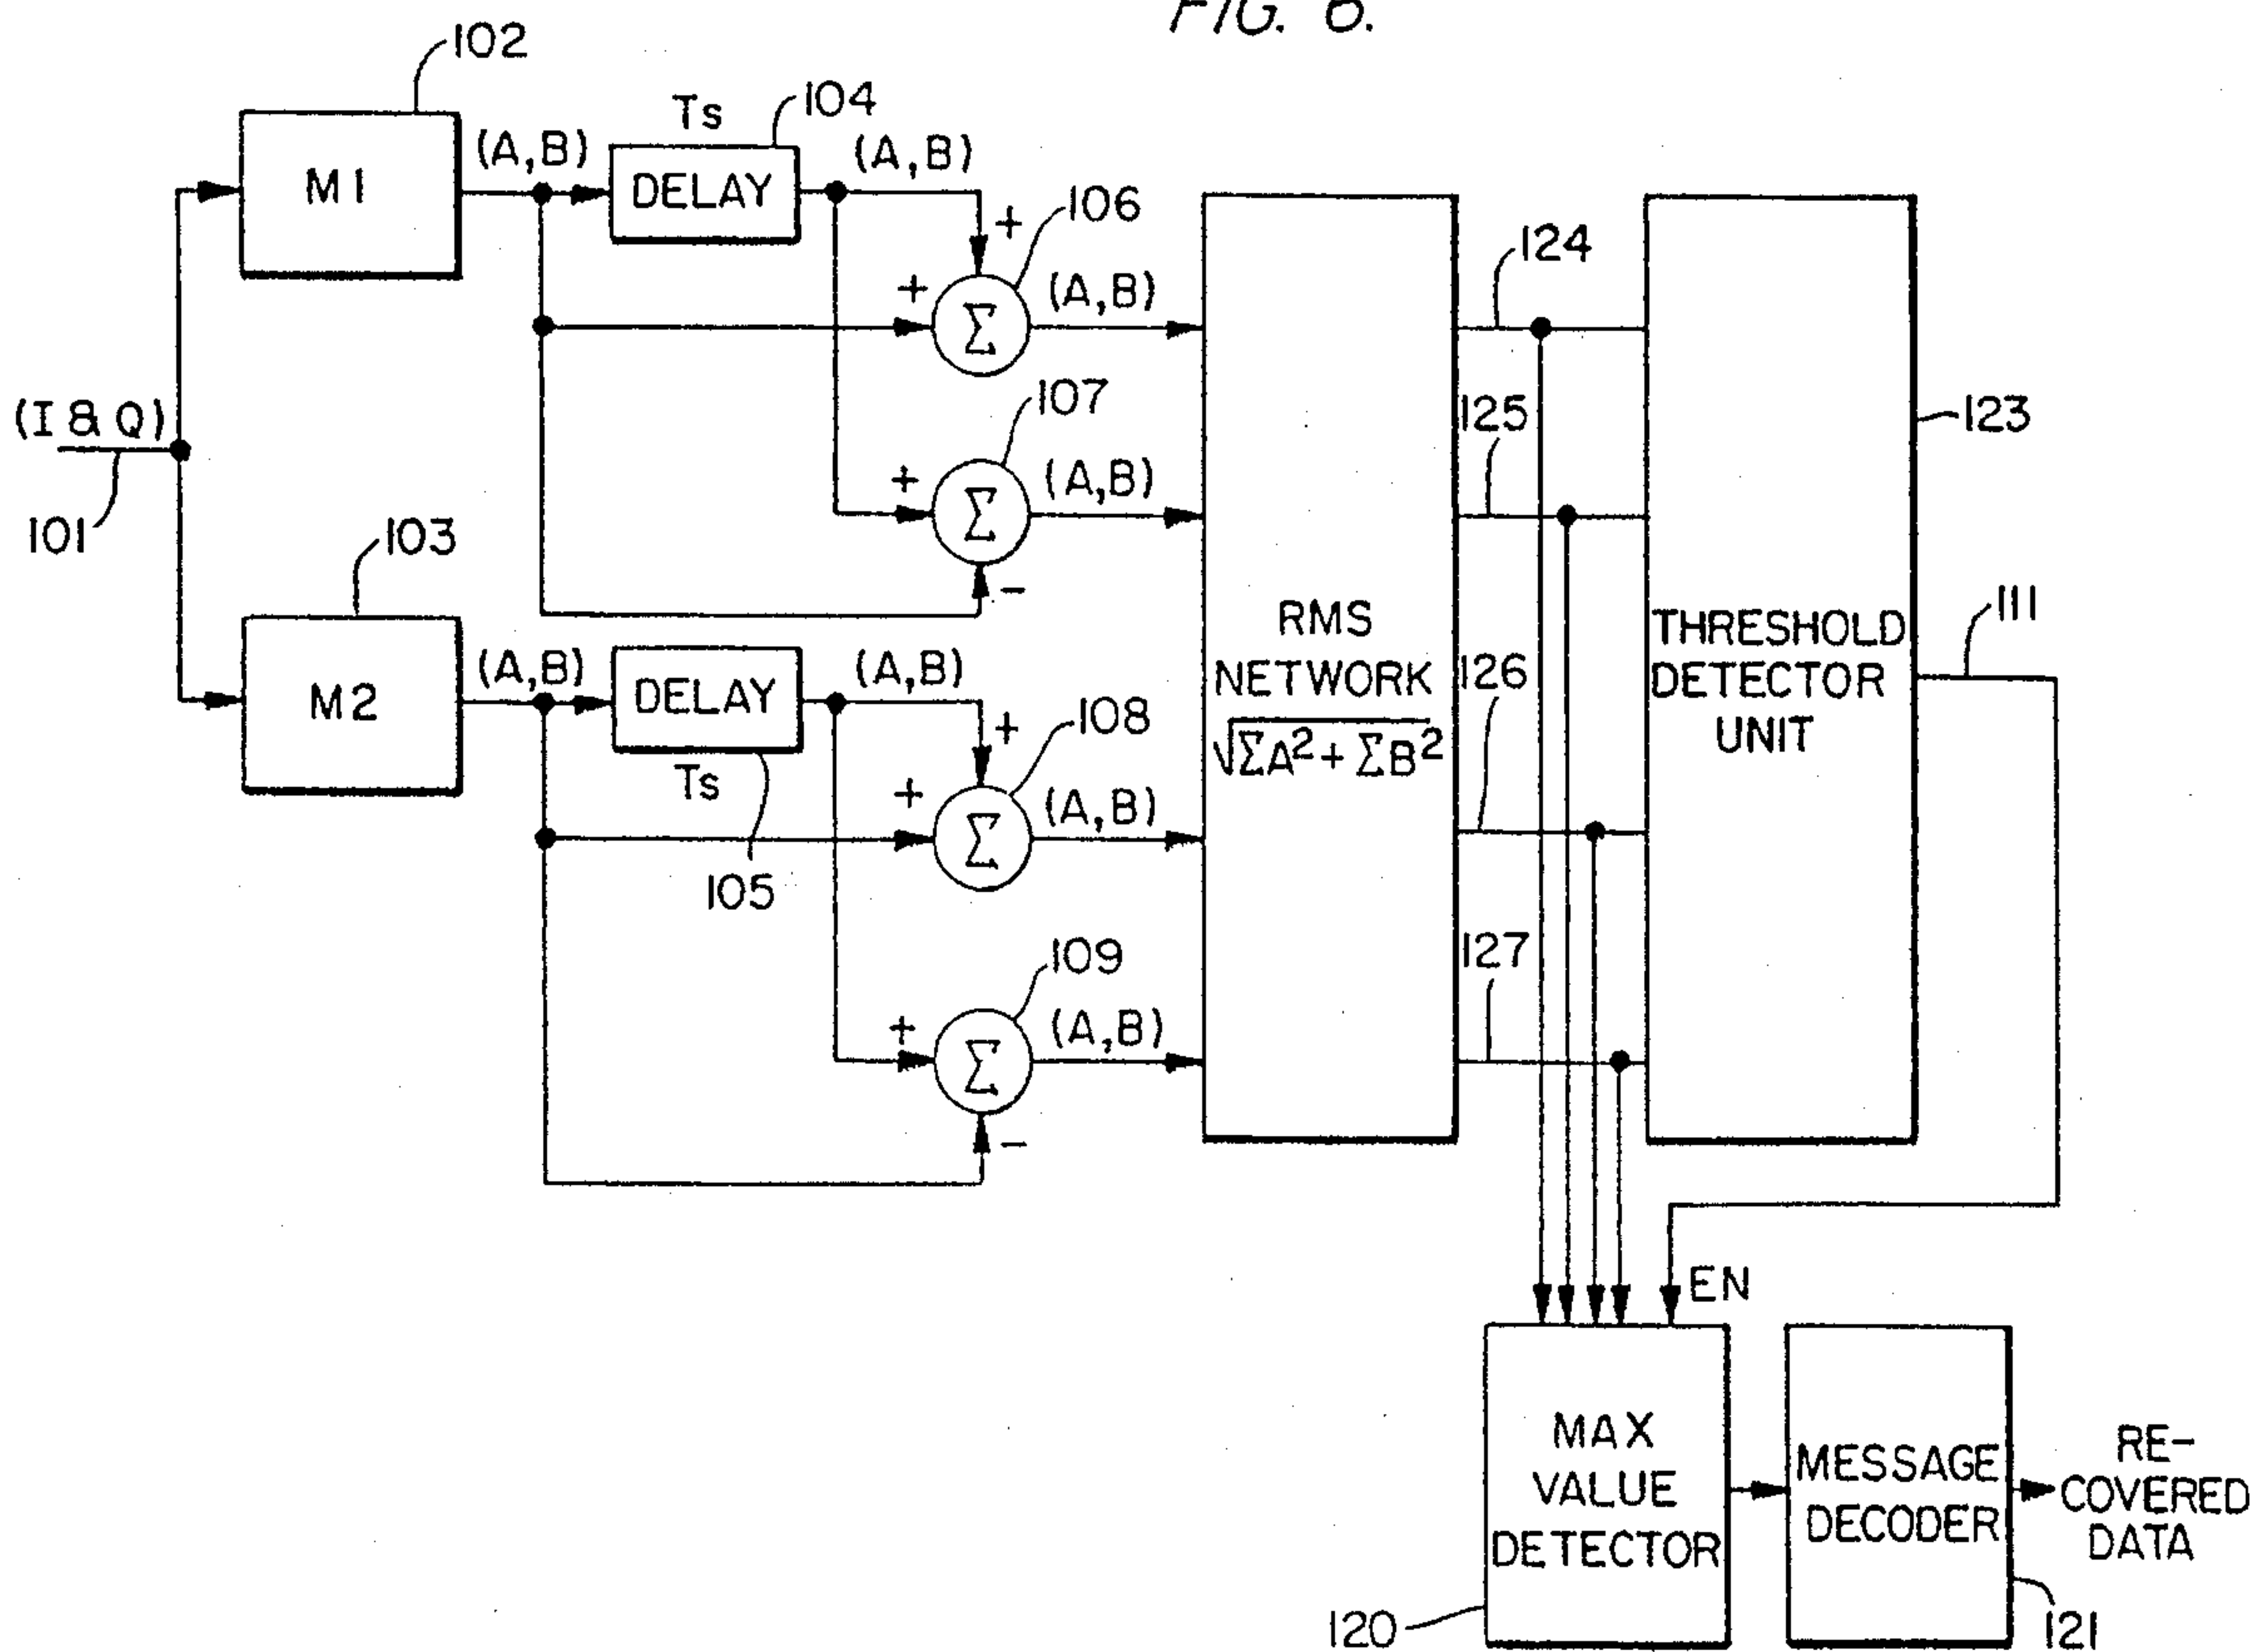 FIG. 6.
102
Ts
104
(A,B)
(A,B)
M1
DELAY
+
106
+
Σ
(A,B)
124
(I & Q)
107
125
123
+
Σ
(A,B)
101
103
-
111
RMS
NETWORK
√ΣA²+ΣB²
THRESHOLD
DETECTOR
UNIT
(A,B)
(A,B)
M2
DELAY
126
+
108
Ts
+
Σ
(A,B)
105
109
127
+
Σ
(A,B)
-
EN
MAX
VALUE
DETECTOR
MESSAGE
DECODER
RE-
COVERED
DATA
120
121